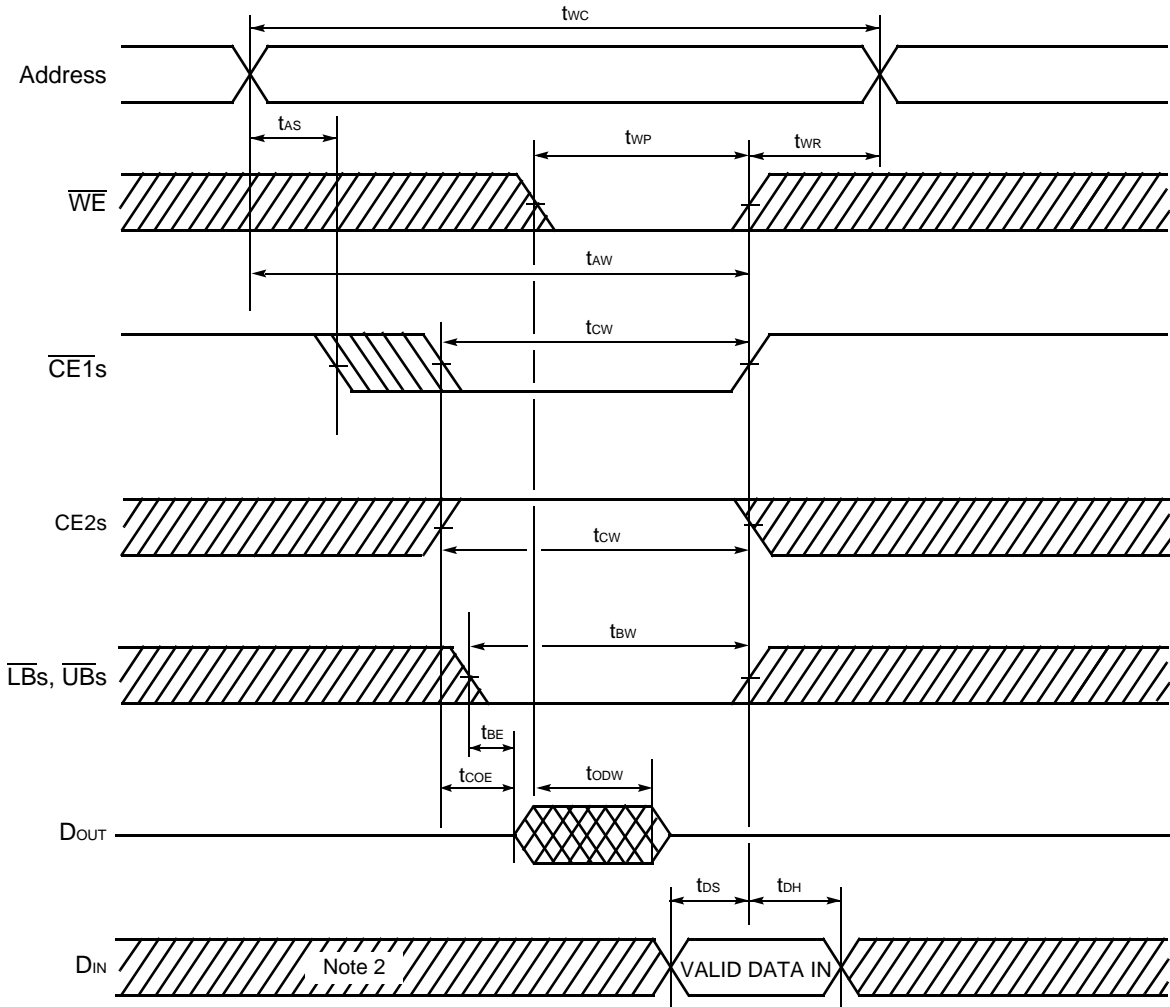 tWC
Address
tAS
tWP
tWR
WE
tAW
tCW
CE1s
CE2s
tCW
tBW
LBs, UBs
tBE
tCOE
tODW
DOUT
tDS
tDH
DIN
Note 2
VALID DATA IN